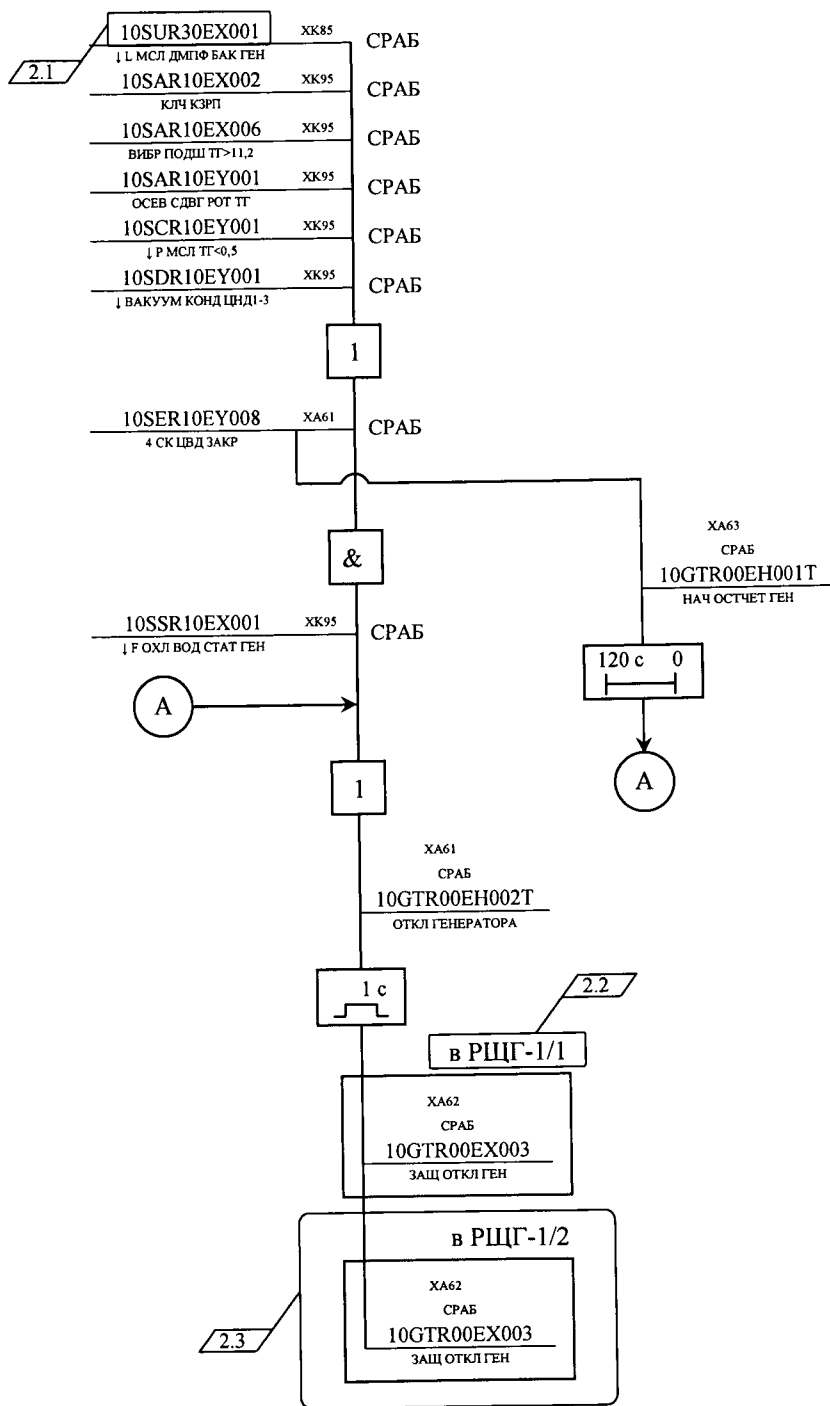 10SUR30EX001 XK85 СРАБ
↓ L МСЛ ДМПФ БАК ГЕН
2.1
10SAR10EX002 XK95 СРАБ
КЛЧ КЗРП
10SAR10EX006 XK95 СРАБ
ВИБР ПОДШ ТГ>11,2
10SAR10EY001 XK95 СРАБ
ОСЕВ СДВГ РОТ ТГ
10SCR10EY001 XK95 СРАБ
↓ P МСЛ ТГ<0,5
10SDR10EY001 XK95 СРАБ
↓ ВАКУУМ КОНД ЦНД1-3
1
10SER10EY008 XA61 СРАБ
4 СК ЦВД ЗАКР
XA63
СРАБ
10GTR00EH001T
НАЧ ОСТЧЕТ ГЕН
&
10SSR10EX001 XK95 СРАБ
↓ F ОХЛ ВОД СТАТ ГЕН
120 с 0
А
А
1
XA61
СРАБ
10GTR00EH002T
ОТКЛ ГЕНЕРАТОРА
1 с
2.2
в РЩГ-1/1
XA62
СРАБ
10GTR00EX003
ЗАЩ ОТКЛ ГЕН
в РЩГ-1/2
XA62
СРАБ
10GTR00EX003
ЗАЩ ОТКЛ ГЕН
2.3